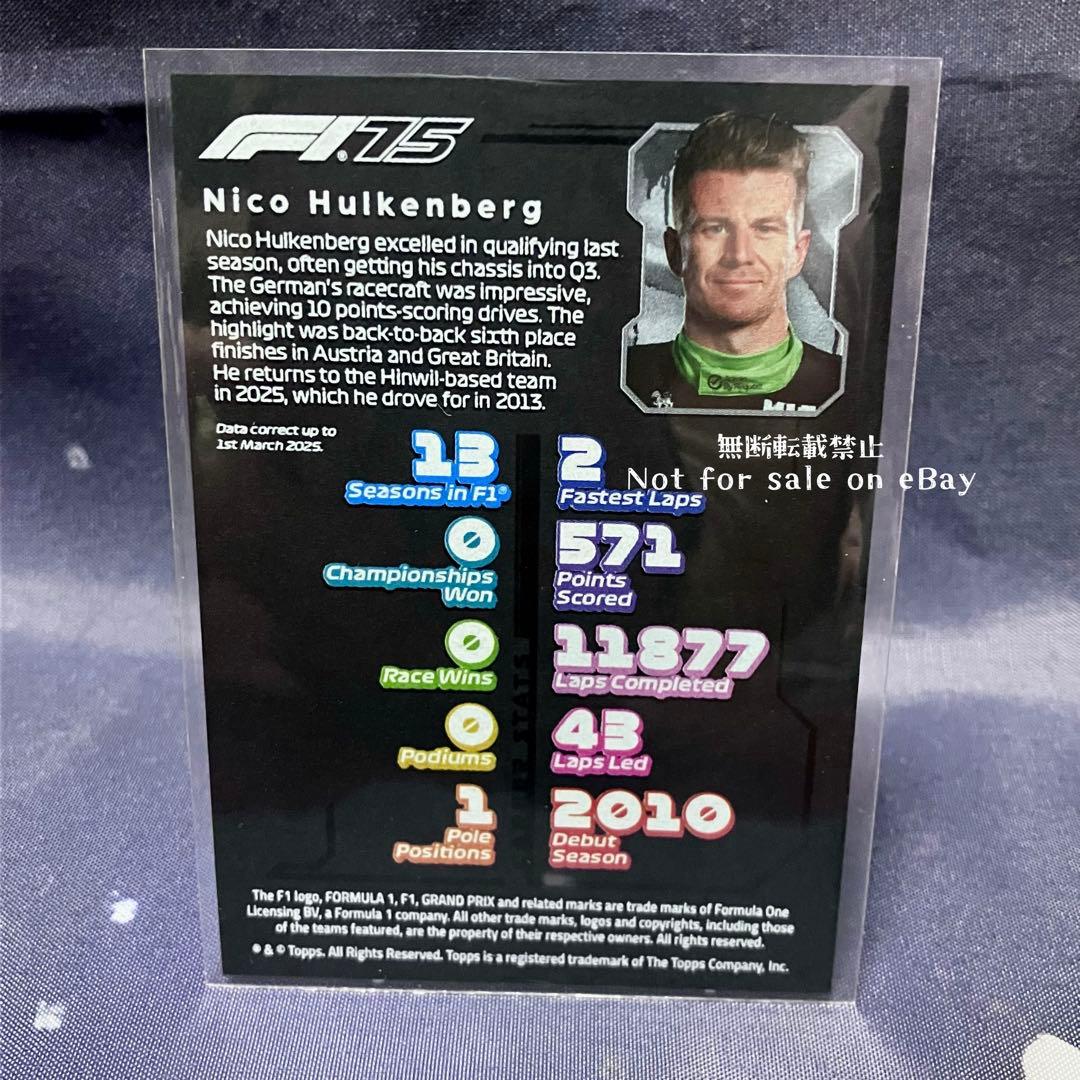 F1® 75
Nico Hulkenberg
Nico Hulkenberg excelled in qualifying last
season, often getting his chassis into Q3.
The German's racecraft was impressive,
achieving 10 points-scoring drives. The
highlight was back-to-back sixth place
finishes in Austria and Great Britain.
He returns to the Hinwil-based team
in 2025, which he drove for in 2013.
Data correct up to
1st March 2025.
13
Seasons in F1®
0
Championships
Won
0
Race Wins
0
Podiums
1
Pole
Positions
無断転載禁止
Not for sale on eBay
2
Fastest Laps
571
Points
Scored
11877
Laps Completed
43
Laps Led
2010
Debut
Season
The F1 logo, FORMULA 1, F1, GRAND PRIX and related marks are trade marks of Formula One
Licensing BV, a Formula 1 company. All other trade marks, logos and copyrights, including those
of the teams featured, are the property of their respective owners. All rights reserved.
® & © Topps. All Rights Reserved. Topps is a registered trademark of The Topps Company, Inc.